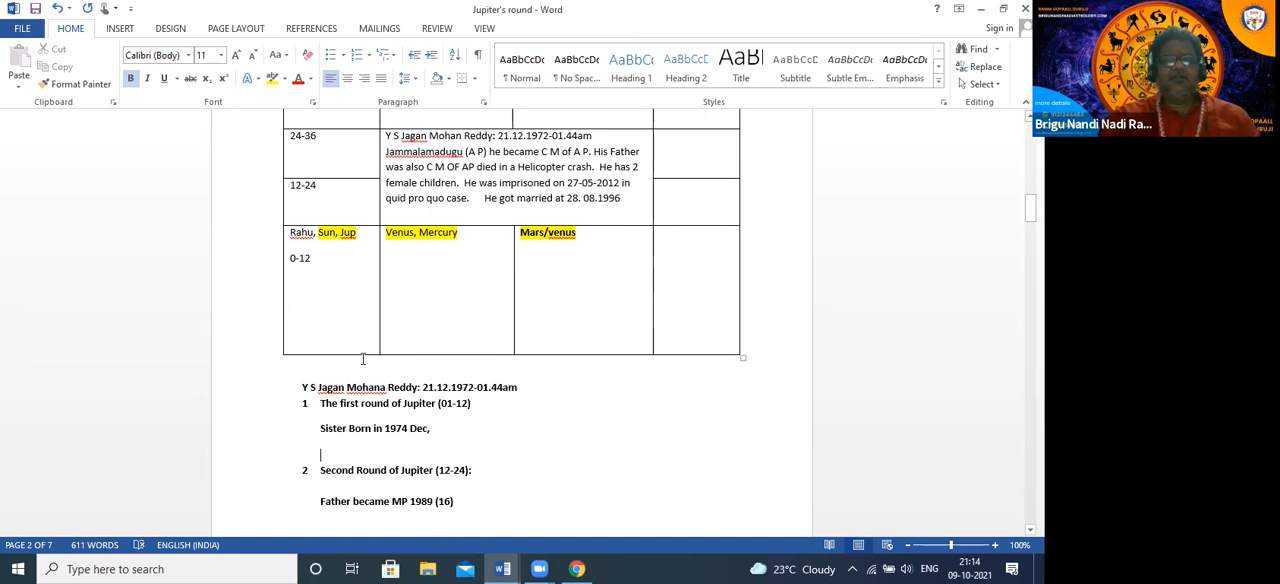 Jupiter's round - Word
Sign in
FILE HOME INSERT DESIGN PAGE LAYOUT REFERENCES MAILINGS REVIEW VIEW
Paste
Cut
Copy
Format Painter
Clipboard
Calibri (Body) 11
Font
Paragraph
AaBbCcDc AaBbCcDc AaBbCc AaBbCcC AaBl AaBbCcC AaBbCcDc AaBbCcDc
¶ Normal ¶ No Spac... Heading 1 Heading 2 Title Subtitle Subtle Em... Emphasis
Styles
Find
Replace
Select
Editing
BRIGUNANDINADIASTROLOGY.COM
more details
Brigu Nandi Nadi Ra...
24-36
Y S Jagan Mohan Reddy: 21.12.1972-01.44am
Jammalamadugu (A P) he became C M of A P. His Father
was also C M OF AP died in a Helicopter crash. He has 2
female children. He was imprisoned on 27-05-2012 in
quid pro quo case. He got married at 28. 08.1996
12-24
Rahu, Sun, Jup
0-12
Venus, Mercury
Mars/venus
Y S Jagan Mohana Reddy: 21.12.1972-01.44am
1 The first round of Jupiter (01-12)
Sister Born in 1974 Dec,
2 Second Round of Jupiter (12-24):
Father became MP 1989 (16)
PAGE 2 OF 7 611 WORDS ENGLISH (INDIA) 100%
Type here to search
23°C Cloudy ENG
21:14
09-10-2021